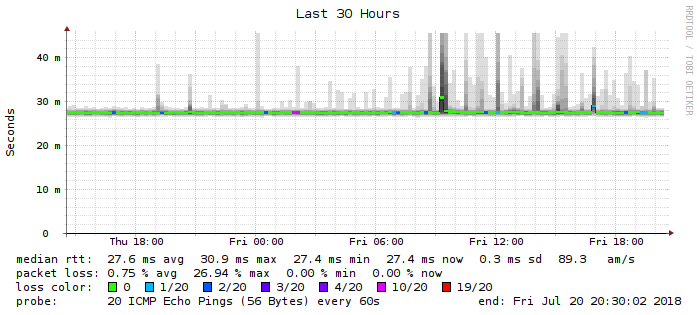 Last 30 Hours
RRDTOOL / TOBI OETIKER
Seconds
40 m
30 m
20 m
10 m
0
Thu 18:00 Fri 00:00 Fri 06:00 Fri 12:00 Fri 18:00
median rtt: 27.6 ms avg 30.9 ms max 27.4 ms min 27.4 ms now 0.3 ms sd 89.3 am/s
packet loss: 0.75 % avg 26.94 % max 0.00 % min 0.00 % now
loss color: 0 1/20 2/20 3/20 4/20 10/20 19/20
probe: 20 ICMP Echo Pings (56 Bytes) every 60s end: Fri Jul 20 20:30:02 2018